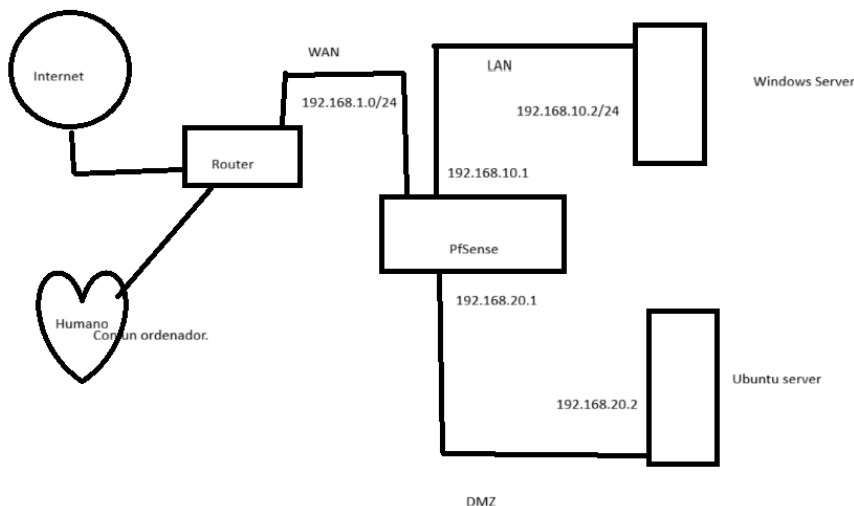 Internet
WAN
192.168.1.0/24
Router
LAN
192.168.10.2/24
Windows Server
192.168.10.1
PfSense
192.168.20.1
Humano
Con un ordenador.
192.168.20.2
Ubuntu server
DMZ